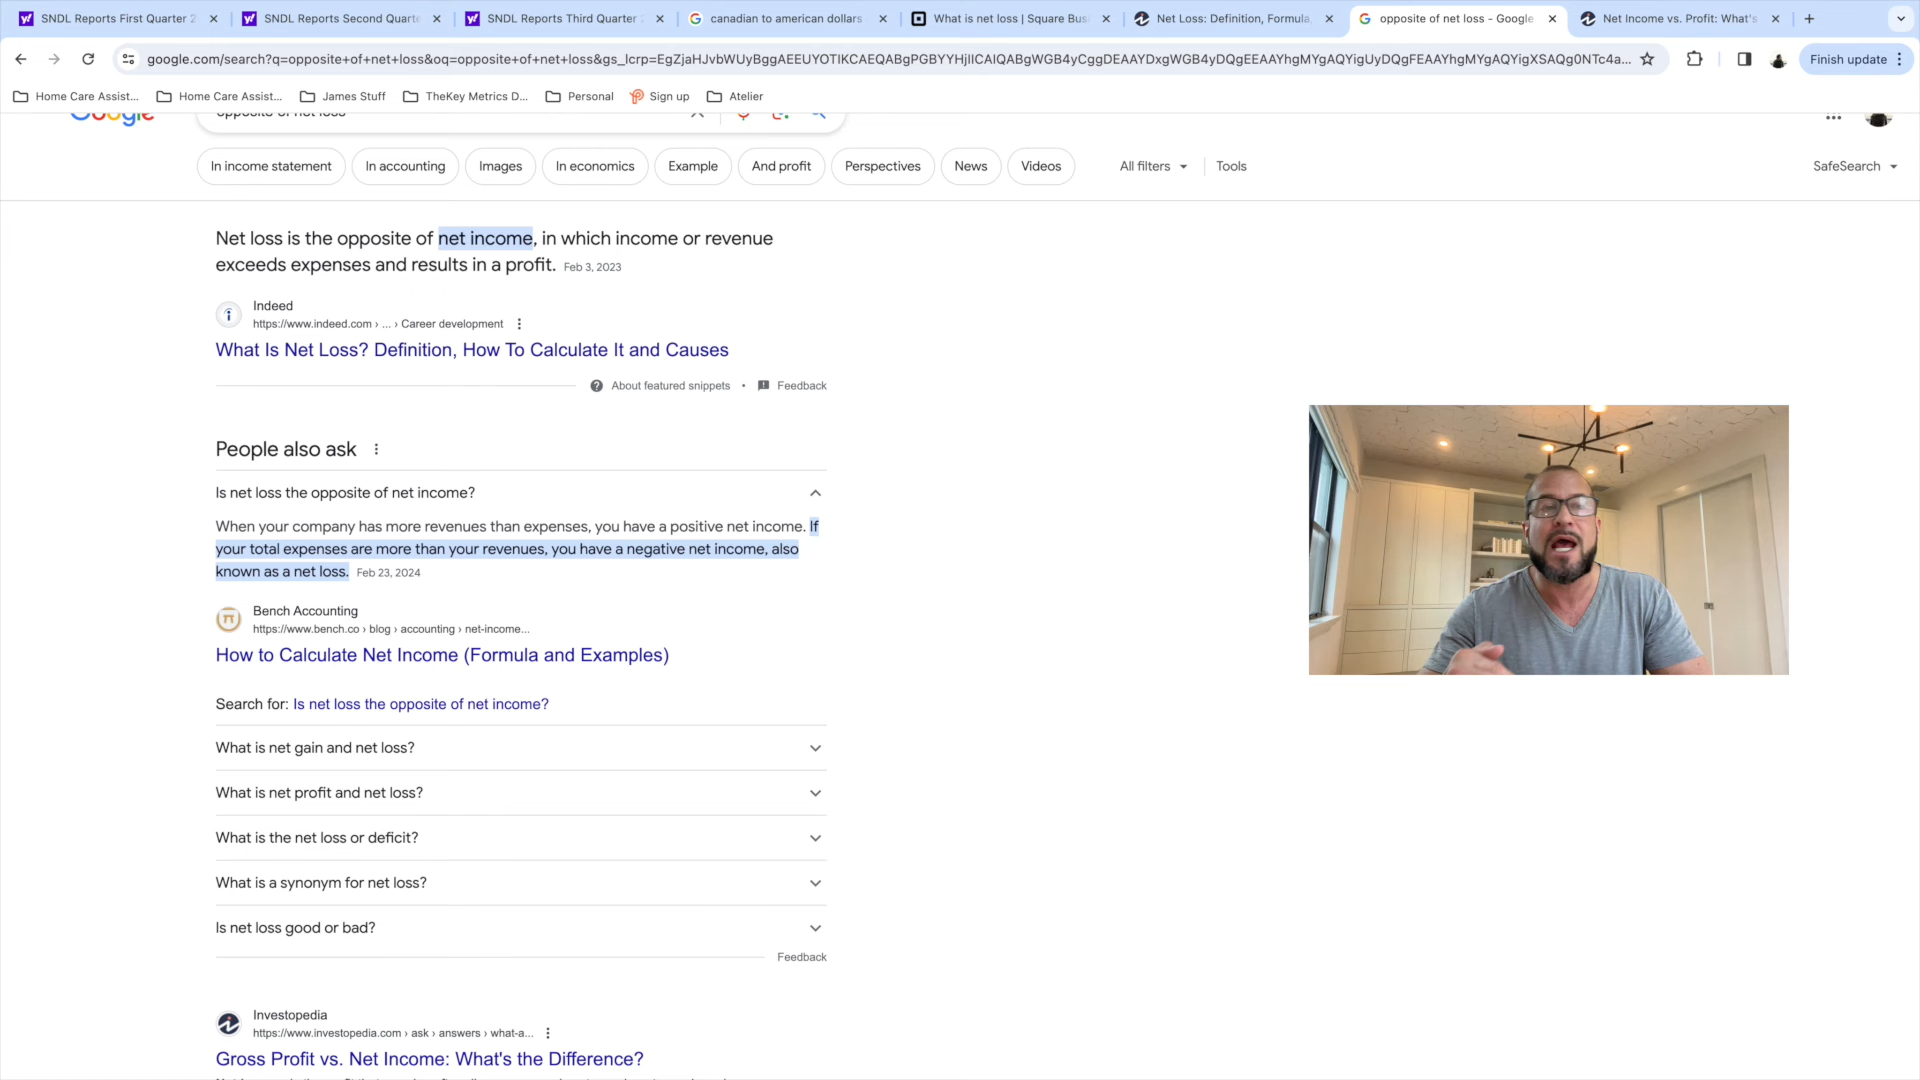 SNDL Reports First Quarter 2
SNDL Reports Second Quarte
SNDL Reports Third Quarter 2
canadian to american dollars
What is net loss | Square Busi
Net Loss: Definition, Formula,
opposite of net loss - Google
Net Income vs. Profit: What's
google.com/search?q=opposite+of+net+loss&oq=opposite+of+net+loss&gs_lcrp=EgZjaHJvbWUyBggAEEUYOTIKCAEQABgPGBYYHjIICAIQABgWGB4yCggDEAAYDxgWGB4yDQgEEAAYhgMYgAQYigUyDQgFEAAYhgMYgAQYigXSAQg0NTc4a...
Finish update
Home Care Assist...
Home Care Assist...
James Stuff
TheKey Metrics D...
Personal
Sign up
Atelier
Google
opposite of net loss
In income statement
In accounting
Images
In economics
Example
And profit
Perspectives
News
Videos
All filters
Tools
SafeSearch
Net loss is the opposite of net income, in which income or revenue
exceeds expenses and results in a profit. Feb 3, 2023
Indeed
https://www.indeed.com › ... › Career development
What Is Net Loss? Definition, How To Calculate It and Causes
About featured snippets • Feedback
People also ask
Is net loss the opposite of net income?
When your company has more revenues than expenses, you have a positive net income. If
your total expenses are more than your revenues, you have a negative net income, also
known as a net loss. Feb 23, 2024
Bench Accounting
https://www.bench.co › blog › accounting › net-income...
How to Calculate Net Income (Formula and Examples)
Search for: Is net loss the opposite of net income?
What is net gain and net loss?
What is net profit and net loss?
What is the net loss or deficit?
What is a synonym for net loss?
Is net loss good or bad?
Feedback
Investopedia
https://www.investopedia.com › ask › answers › what-a...
Gross Profit vs. Net Income: What's the Difference?